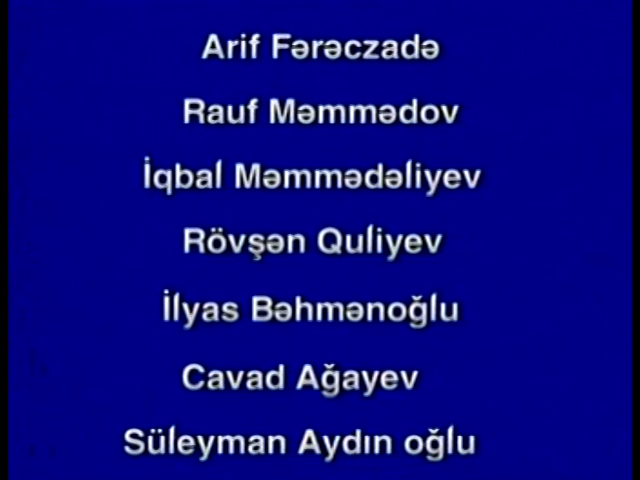 Arif Fərəczadə
Rauf Məmmədov
İqbal Məmmədəliyev
Rövşən Quliyev
İlyas Bəhmənoğlu
Cavad Ağayev
Süleyman Aydın oğlu